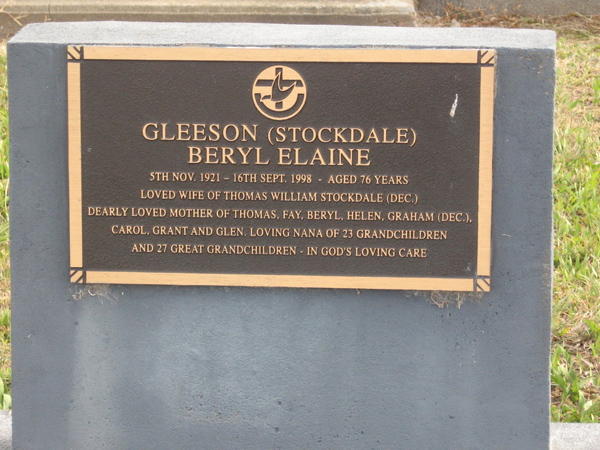 GLEESON (STOCKDALE)
BERYL ELAINE
5TH NOV. 1921 – 16TH SEPT. 1998 - AGED 76 YEARS
LOVED WIFE OF THOMAS WILLIAM STOCKDALE (DEC.)
DEARLY LOVED MOTHER OF THOMAS, FAY, BERYL, HELEN, GRAHAM (DEC.),
CAROL, GRANT AND GLEN. LOVING NANA OF 23 GRANDCHILDREN
AND 27 GREAT GRANDCHILDREN - IN GOD'S LOVING CARE